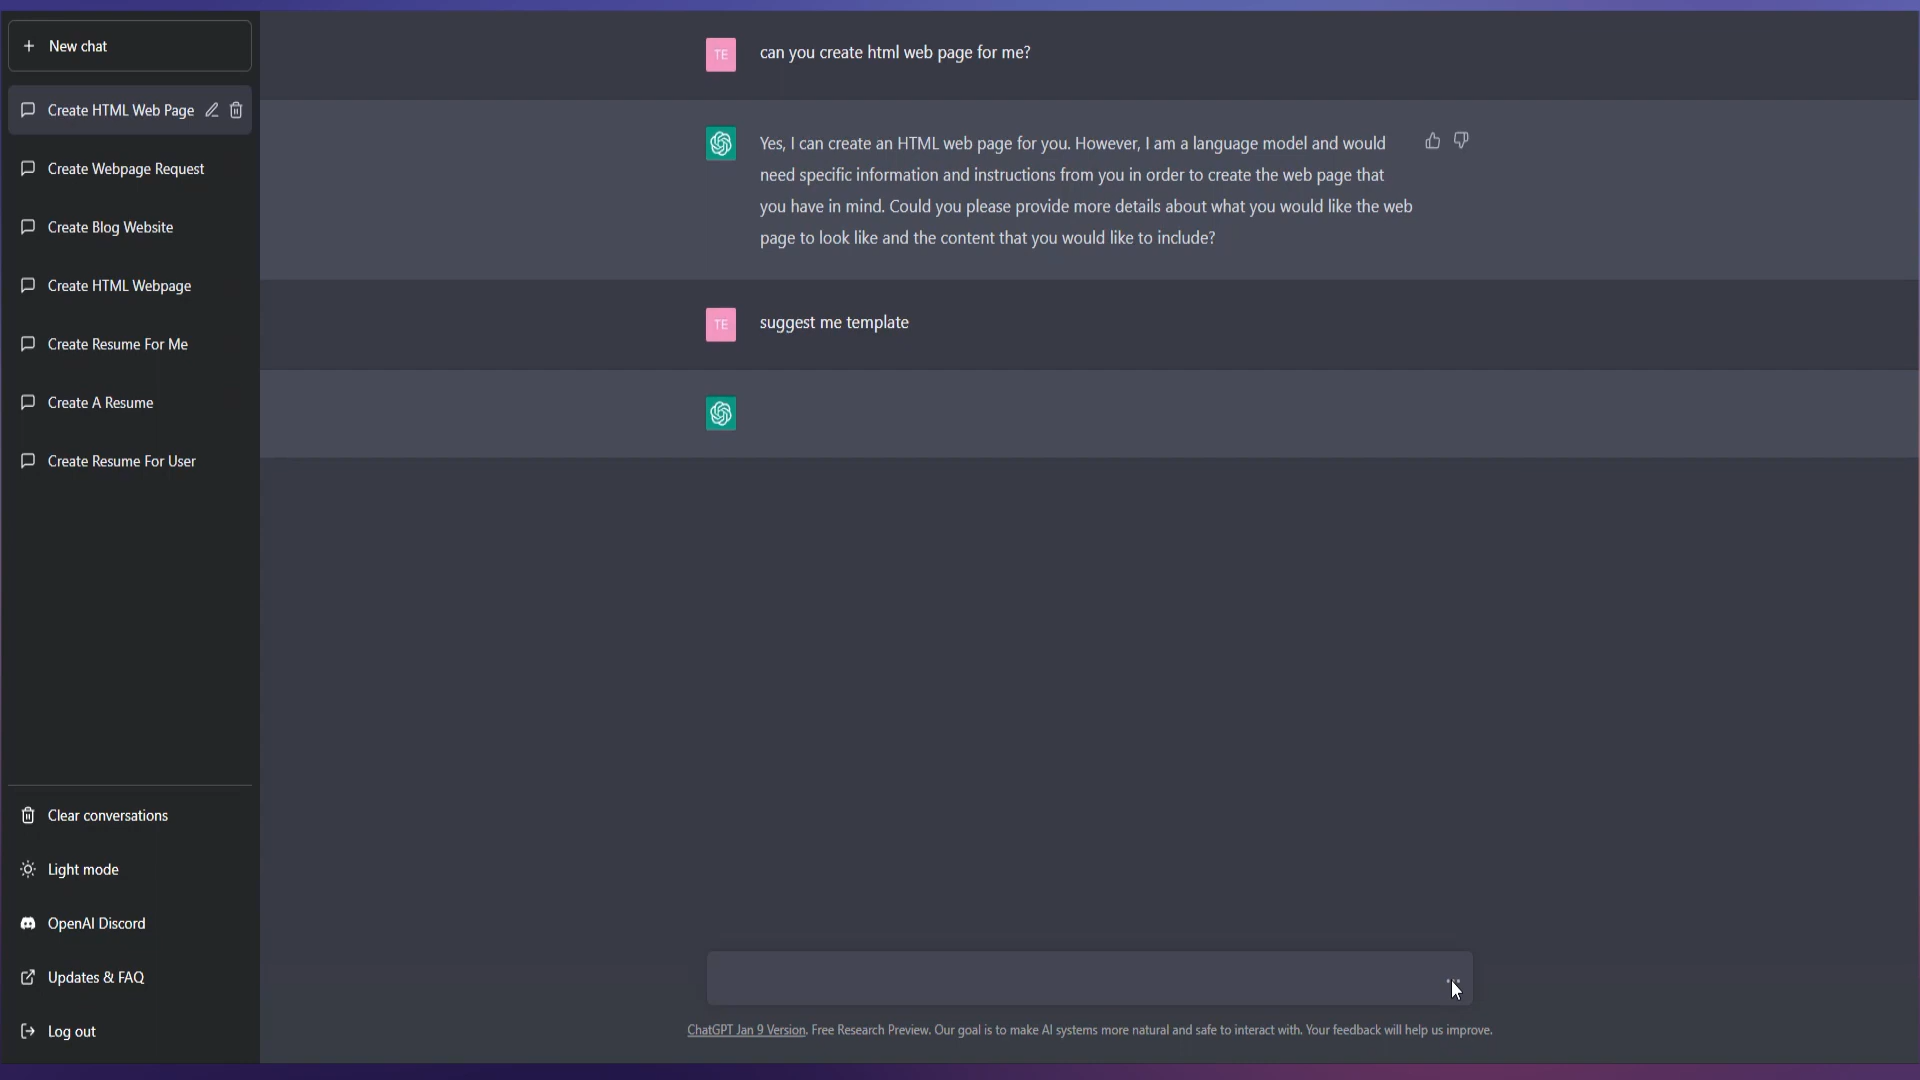 New chat
Create HTML Web Page
Create Webpage Request
Create Blog Website
Create HTML Webpage
Create Resume For Me
Create A Resume
Create Resume For User
Clear conversations
Light mode
OpenAI Discord
Updates & FAQ
Log out
TE
can you create html web page for me?
Yes, I can create an HTML web page for you. However, I am a language model and would
need specific information and instructions from you in order to create the web page that
you have in mind. Could you please provide more details about what you would like the web
page to look like and the content that you would like to include?
TE
suggest me template
ChatGPT Jan 9 Version. Free Research Preview. Our goal is to make AI systems more natural and safe to interact with. Your feedback will help us improve.